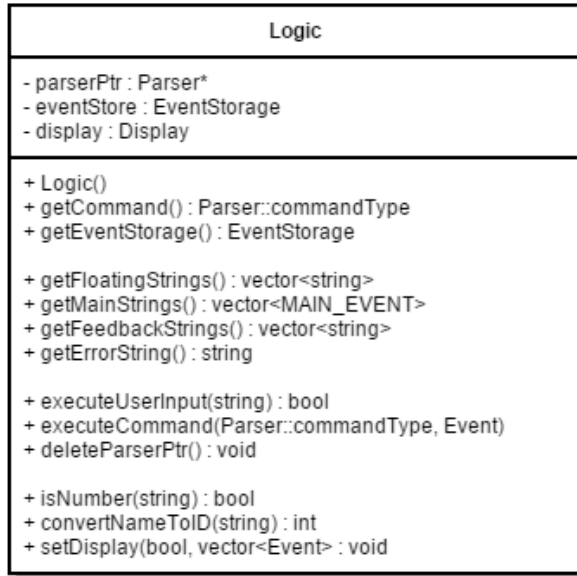 Logic
- parserPtr : Parser*
- eventStore : EventStorage
- display : Display
+ Logic()
+ getCommand() : Parser::commandType
+ getEventStorage() : EventStorage
+ getFloatingStrings() : vector<string>
+ getMainStrings() : vector<MAIN_EVENT>
+ getFeedbackStrings() : vector<string>
+ getErrorString() : string
+ executeUserInput(string) : bool
+ executeCommand(Parser::commandType, Event)
+ deleteParserPtr() : void
+ isNumber(string) : bool
+ convertNameToID(string) : int
+ setDisplay(bool, vector<Event> : void